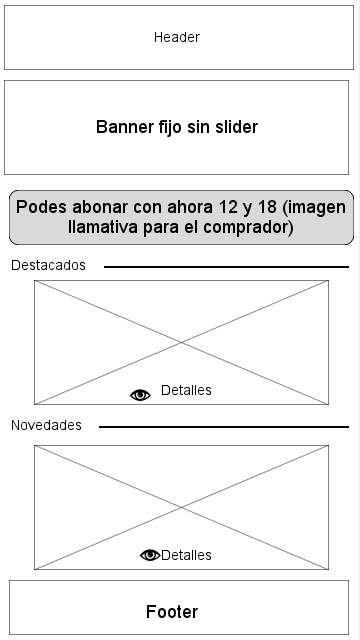 Header
Banner fijo sin slider
Podes abonar con ahora 12 y 18 (imagen
llamativa para el comprador)
Destacados
Detalles
Novedades
Detalles
Footer